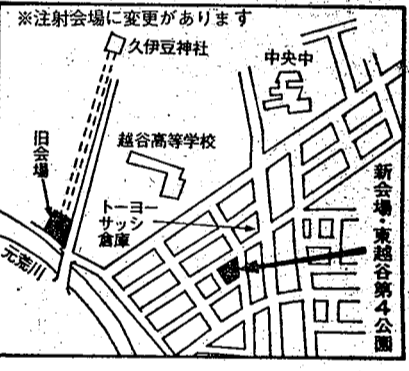 ※注射会場に変更があります
久伊豆神社
中央中
旧会場
越谷高等学校
トーヨー
サッシ
倉庫
元荒川
新会場・東越谷第4公園